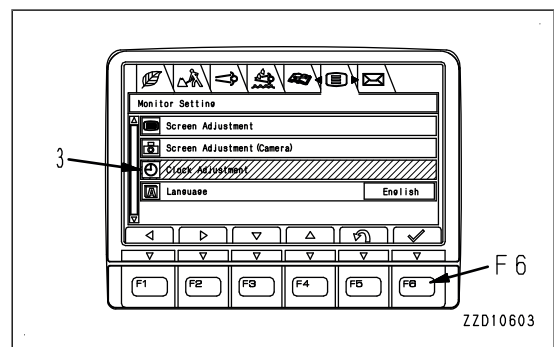 Monitor Setting
Screen Adjustment
Screen Adjustment(Camera)
3
Clock Adjustment
Language English
F1 F2 F3 F4 F5 F6
F6
ZZD10603